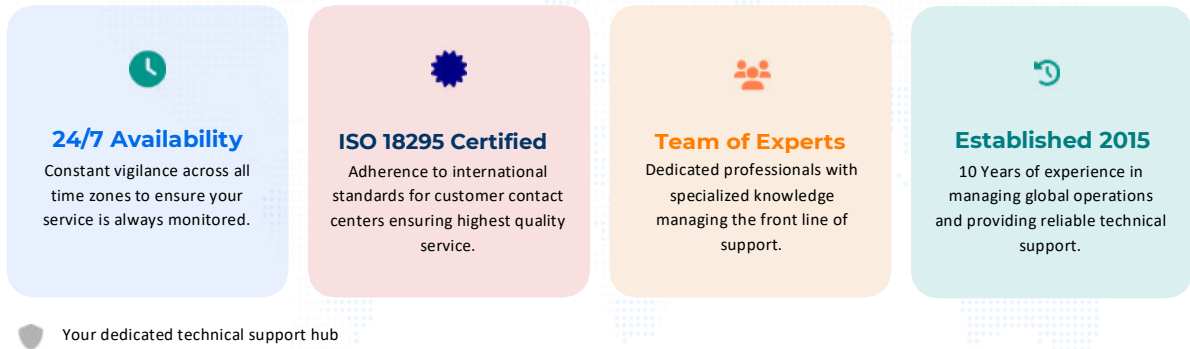 24/7 Availability
Constant vigilance across all
time zones to ensure your
service is always monitored.
ISO 18295 Certified
Adherence to international
standards for customer contact
centers ensuring highest quality
service.
Team of Experts
Dedicated professionals with
specialized knowledge
managing the front line of
support.
Established 2015
10 Years of experience in
managing global operations
and providing reliable technical
support.
Your dedicated technical support hub